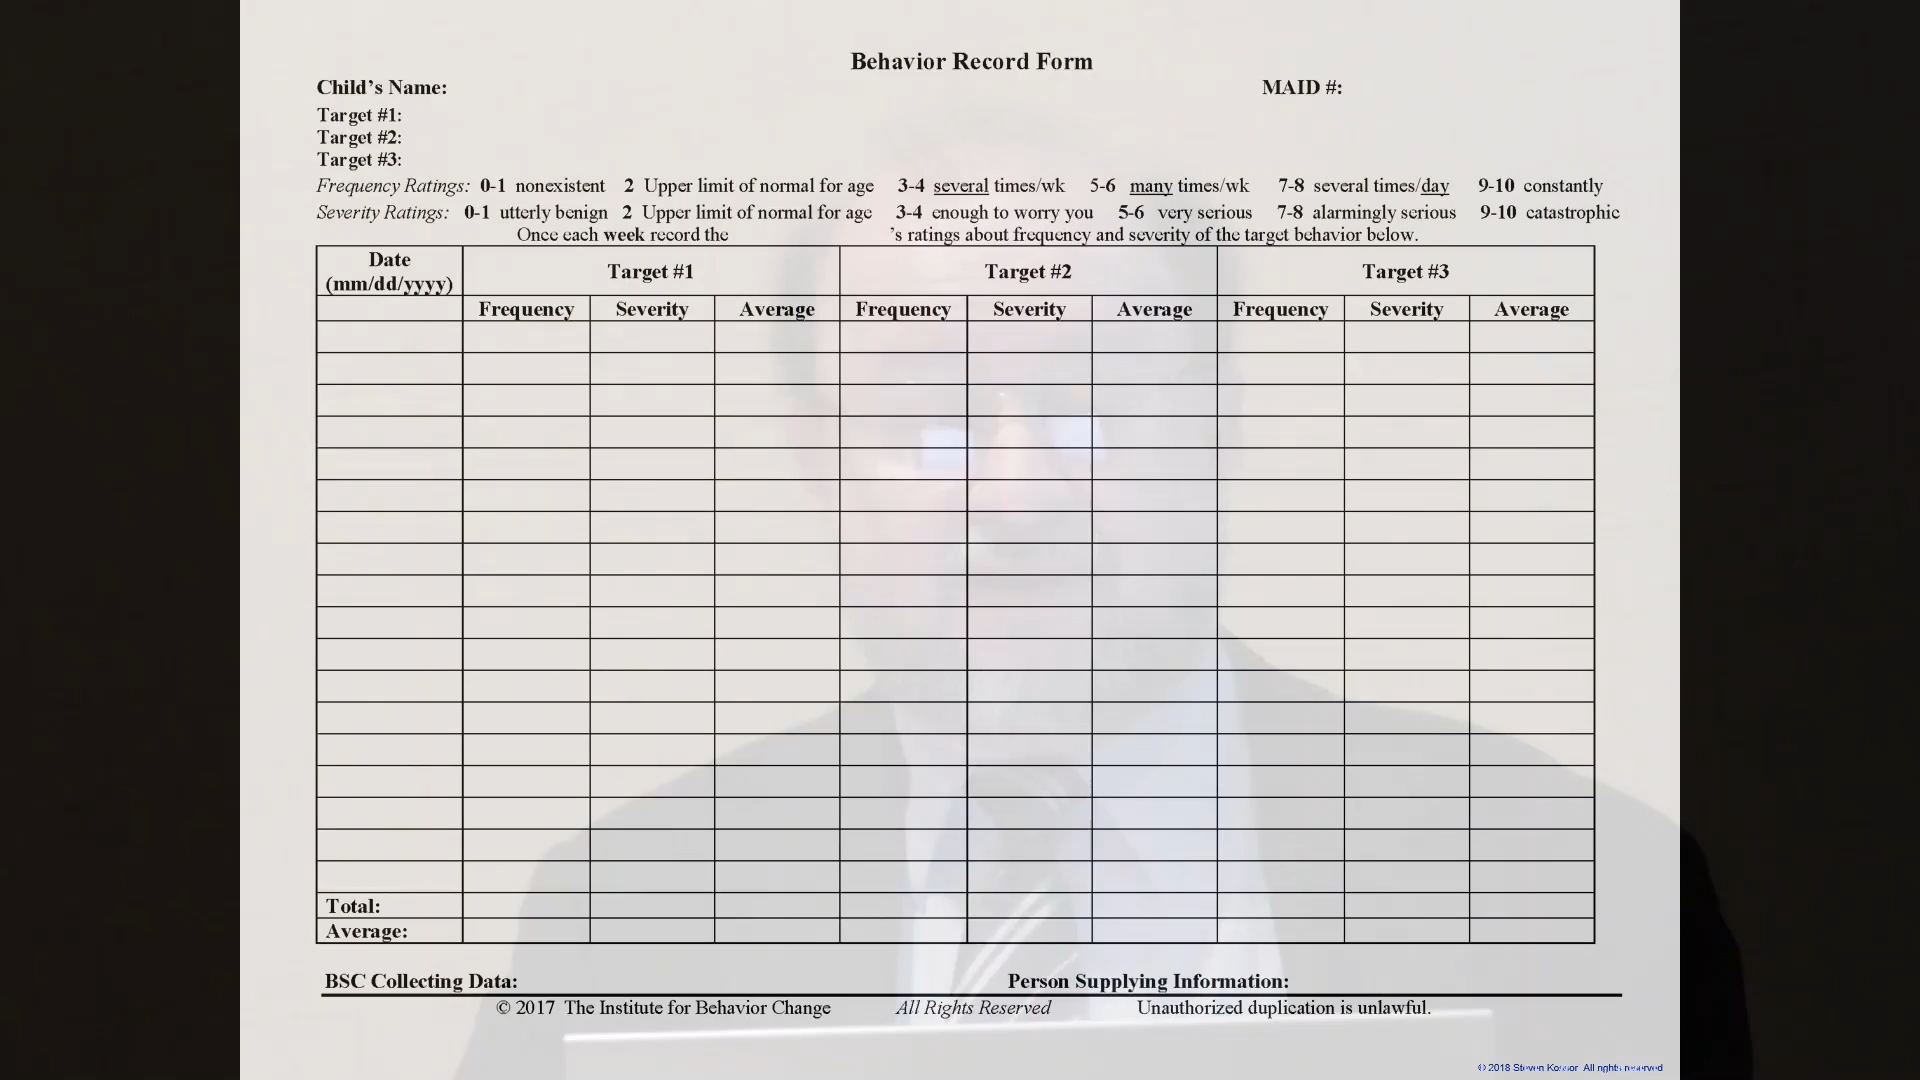 Behavior Record Form
Child's Name: MAID #:
Target #1:
Target #2:
Target #3:
Frequency Ratings: 0-1 nonexistent 2 Upper limit of normal for age 3-4 several times/wk 5-6 many times/wk 7-8 several times/day 9-10 constantly
Severity Ratings: 0-1 utterly benign 2 Upper limit of normal for age 3-4 enough to worry you 5-6 very serious 7-8 alarmingly serious 9-10 catastrophic
Once each week record the 's ratings about frequency and severity of the target behavior below.
Date (mm/dd/yyyy) Target #1 Target #2 Target #3
Frequency Severity Average Frequency Severity Average Frequency Severity Average
Total:
Average:
BSC Collecting Data: Person Supplying Information:
© 2017 The Institute for Behavior Change All Rights Reserved Unauthorized duplication is unlawful.
© 2018 Steven Kossor All rights reserved